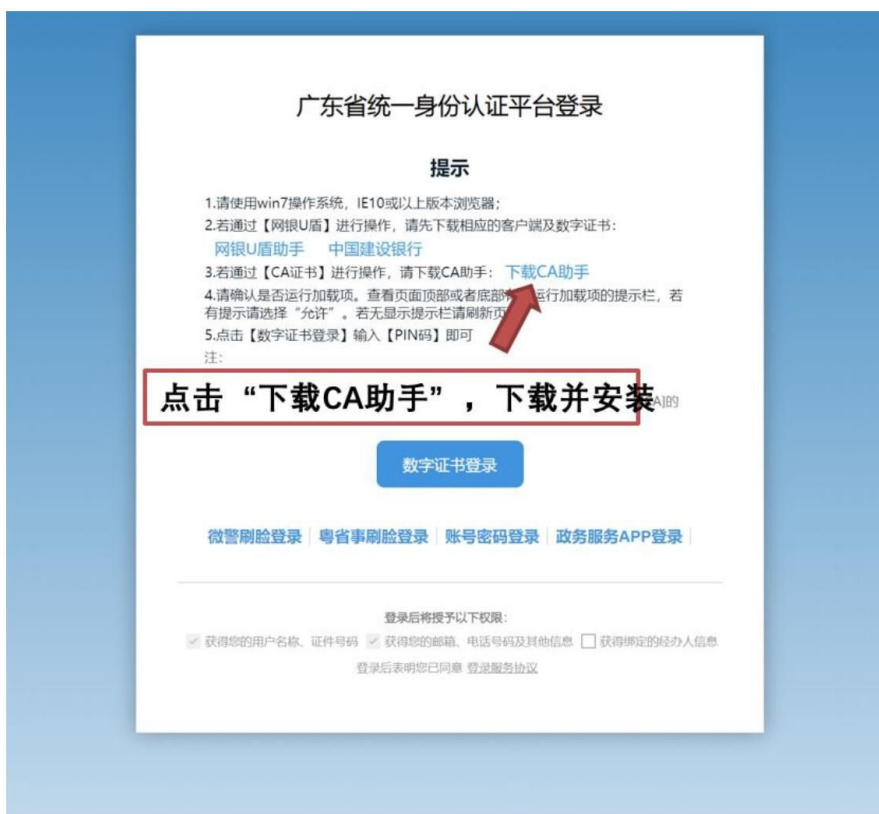 广东省统一身份认证平台登录
提示
1.请使用win7操作系统，IE10或以上版本浏览器；
2.若通过【网银U盾】进行操作，请先下载相应的客户端及数字证书：
网银U盾助手 中国建设银行
3.若通过【CA证书】进行操作，请下载CA助手： 下载CA助手
4.请确认是否运行加载项。查看页面顶部或者底部 运行加载项的提示栏，若
有提示请选择“允许”。若无显示提示栏请刷新页
5.点击【数字证书登录】输入【PIN码】即可
注：
点击“下载CA助手”，下载并安装
A]的
数字证书登录
微警刷脸登录 粤省事刷脸登录 账号密码登录 政务服务APP登录
登录后将授予以下权限：
获得您的用户名称、证件号码 获得您的邮箱、电话号码及其他信息 获得绑定的经办人信息
登录后表明您已同意 登录服务协议